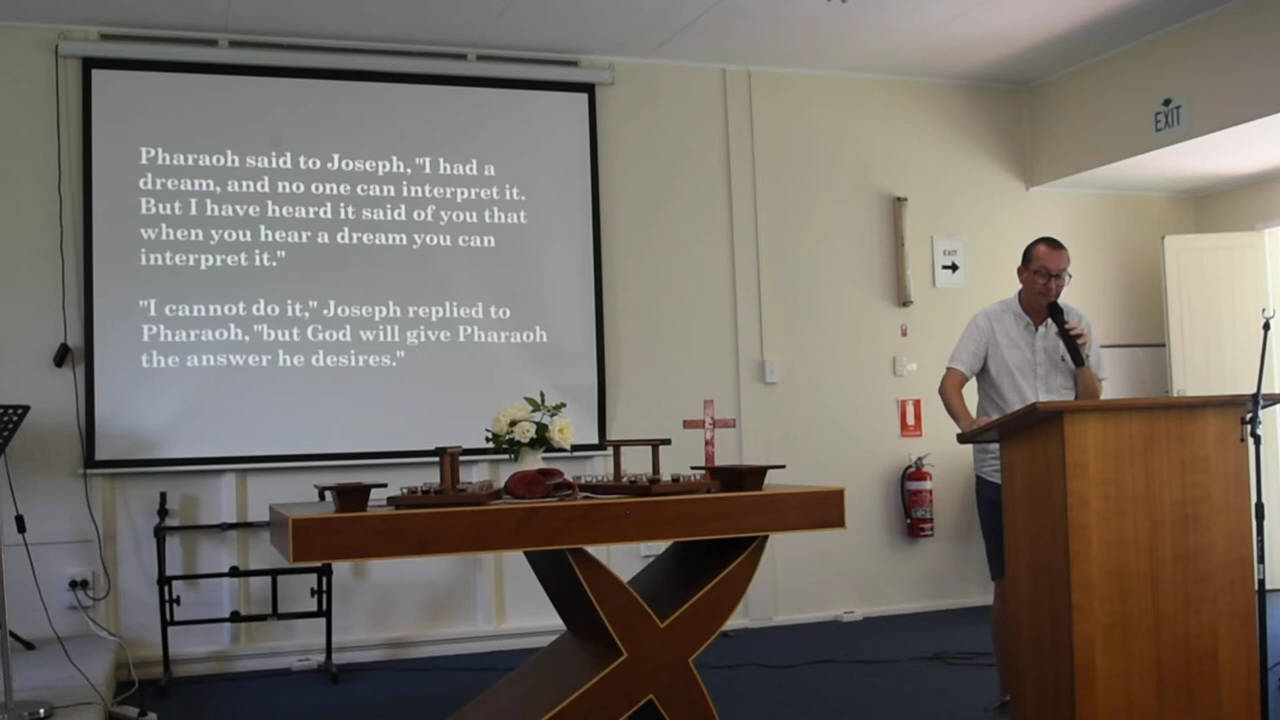 Pharaoh said to Joseph, "I had a
dream, and no one can interpret it.
But I have heard it said of you that
when you hear a dream you can
interpret it."
"I cannot do it," Joseph replied to
Pharaoh, "but God will give Pharaoh
the answer he desires."
EXIT
EXIT